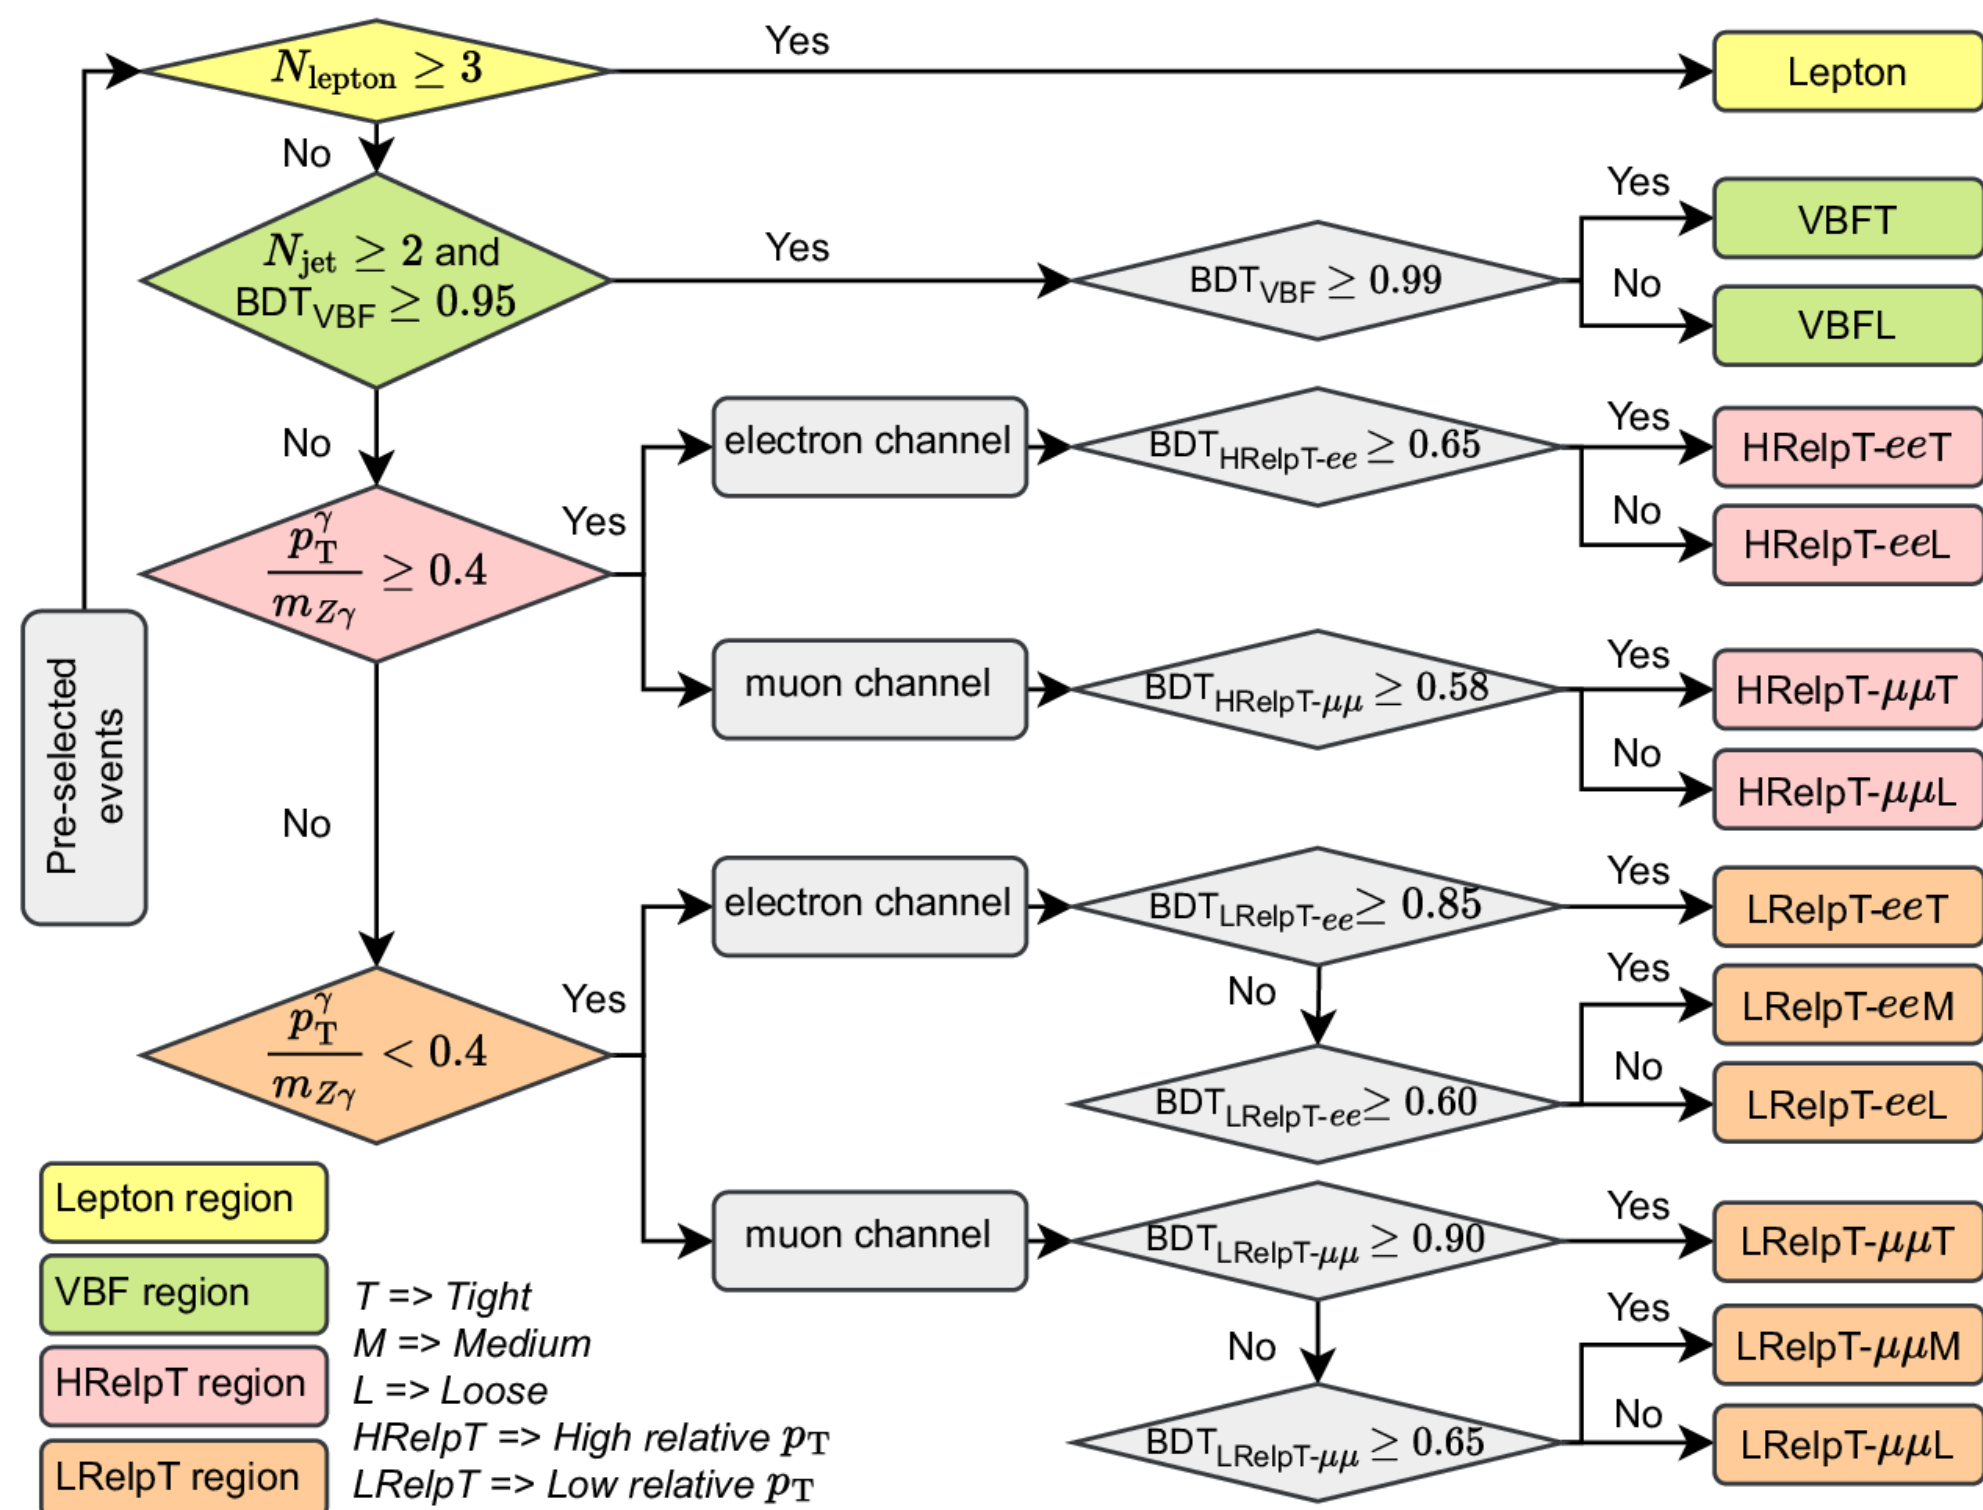 N_lepton ≥ 3
Yes
Lepton
No
N_jet ≥ 2 and
BDT_VBF ≥ 0.95
Yes
BDT_VBF ≥ 0.99
Yes
VBFT
No
VBFL
No
p_T^γ / m_Zγ ≥ 0.4
Yes
electron channel
BDT_HRelpT-ee ≥ 0.65
Yes
HRelpT-eeT
No
HRelpT-eeL
muon channel
BDT_HRelpT-μμ ≥ 0.58
Yes
HRelpT-μμT
No
HRelpT-μμL
Pre-selected
events
No
p_T^γ / m_Zγ < 0.4
Yes
electron channel
BDT_LRelpT-ee ≥ 0.85
Yes
LRelpT-eeT
No
BDT_LRelpT-ee ≥ 0.60
Yes
LRelpT-eeM
No
LRelpT-eeL
muon channel
BDT_LRelpT-μμ ≥ 0.90
Yes
LRelpT-μμT
No
BDT_LRelpT-μμ ≥ 0.65
Yes
LRelpT-μμM
No
LRelpT-μμL
Lepton region
VBF region
HRelpT region
LRelpT region
T => Tight
M => Medium
L => Loose
HRelpT => High relative p_T
LRelpT => Low relative p_T